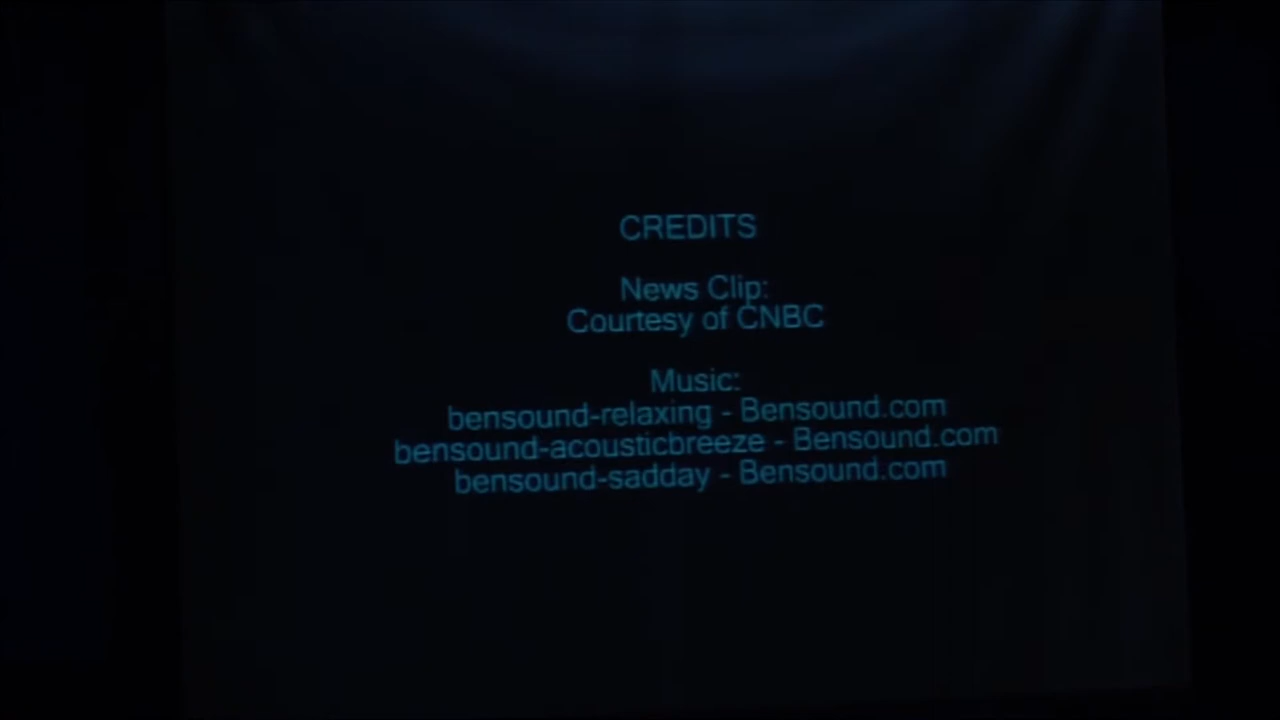 CREDITS
News Clip:
Courtesy of CNBC
Music:
bensound-relaxing - Bensound.com
bensound-acousticbreeze - Bensound.com
bensound-sadday - Bensound.com